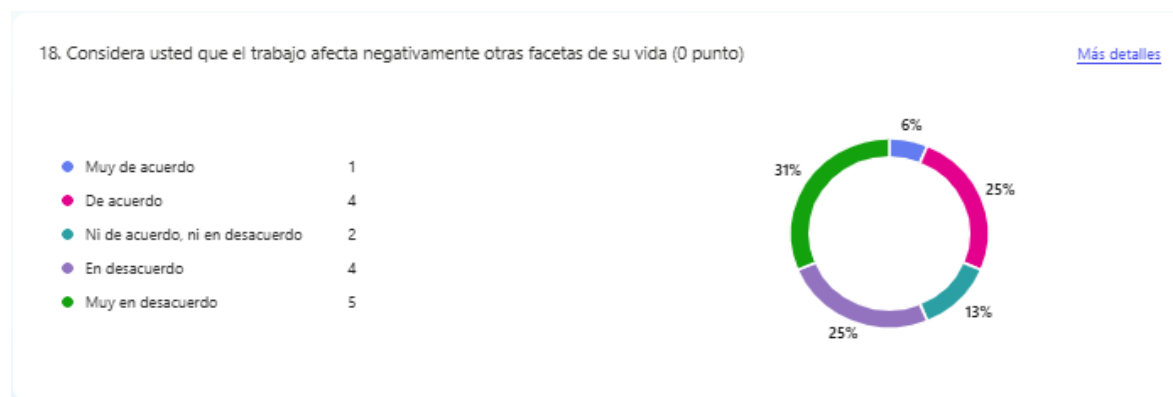 18. Considera usted que el trabajo afecta negativamente otras facetas de su vida (0 punto)
Más detalles
Muy de acuerdo 1
De acuerdo 4
Ni de acuerdo, ni en desacuerdo 2
En desacuerdo 4
Muy en desacuerdo 5
6%
31%
25%
13%
25%